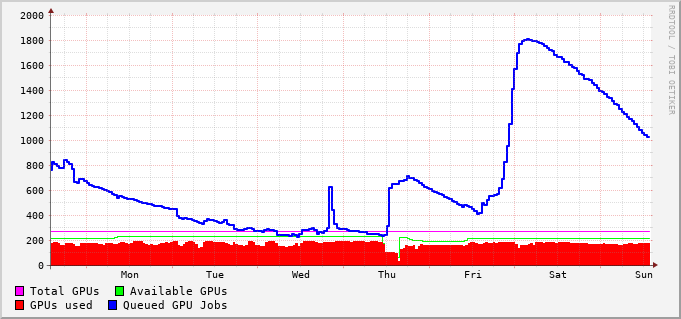 2000
1800
1600
1400
1200
1000
800
600
400
200
0
Mon Tue Wed Thu Fri Sat Sun
Total GPUs Available GPUs
GPUs used Queued GPU Jobs
RRDTOOL / TOBI OETIKER